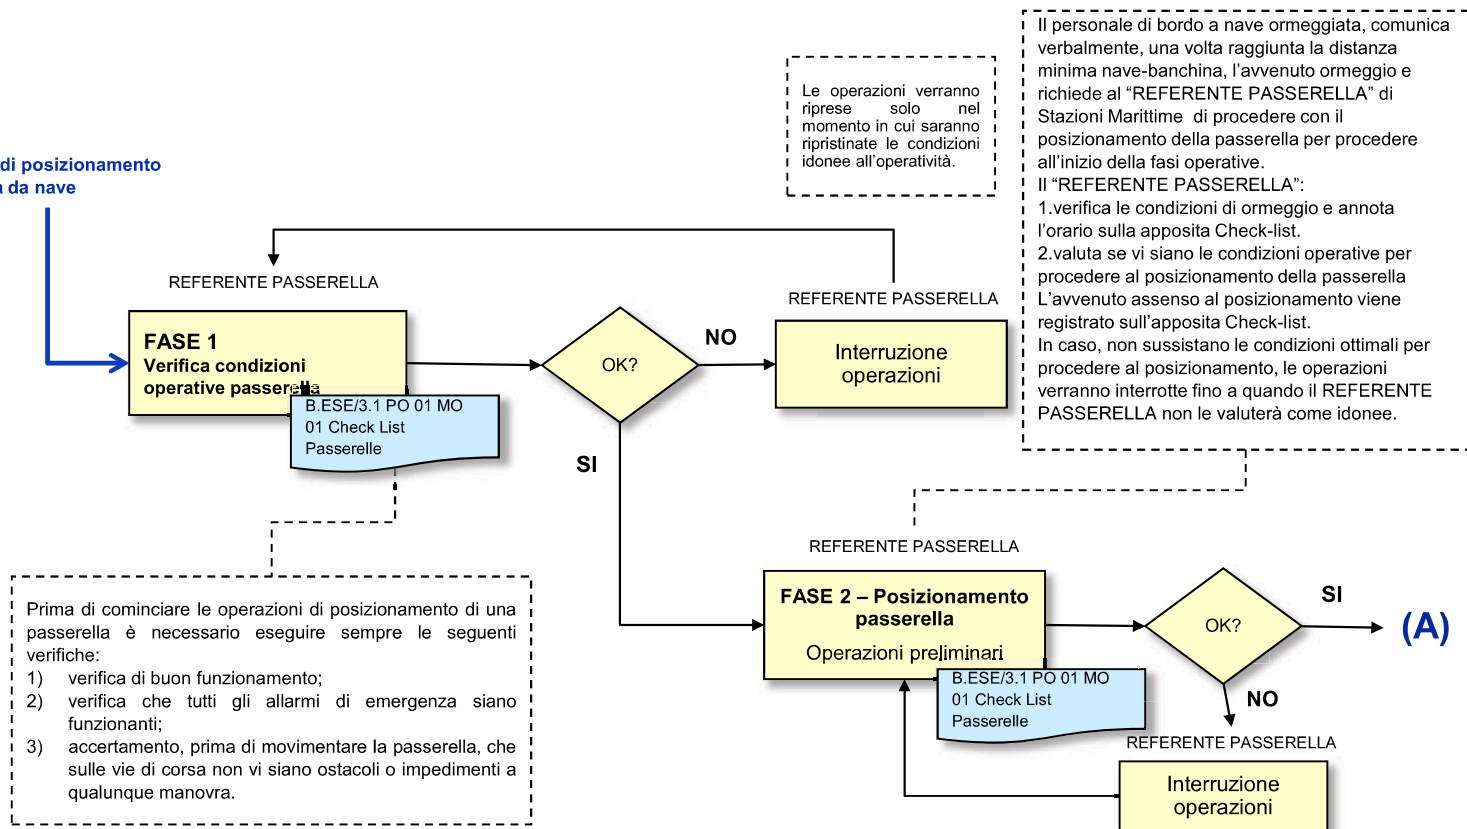 Il personale di bordo a nave ormeggiata, comunica
verbalmente, una volta raggiunta la distanza
minima nave-banchina, l'avvenuto ormeggio e
richiede al “REFERENTE PASSERELLA” di
Stazioni Marittime di procedere con il
posizionamento della passerella per procedere
all'inizio della fasi operative.
Il “REFERENTE PASSERELLA”:
1.verifica le condizioni di ormeggio e annota
l'orario sulla apposita Check-list.
2.valuta se vi siano le condizioni operative per
procedere al posizionamento della passerella
L'avvenuto assenso al posizionamento viene
registrato sull'apposita Check-list.
In caso, non sussistano le condizioni ottimali per
procedere al posizionamento, le operazioni
verranno interrotte fino a quando il REFERENTE
PASSERELLA non le valuterà come idonee.
Le operazioni verranno
riprese solo nel
momento in cui saranno
ripristinate le condizioni
idonee all'operatività.
di posizionamento
a da nave
REFERENTE PASSERELLA
FASE 1
Verifica condizioni
operative passerella
B.ESE/3.1 PO 01 MO
01 Check List
Passerelle
OK?
NO
SI
REFERENTE PASSERELLA
Interruzione
operazioni
Prima di cominciare le operazioni di posizionamento di una
passerella è necessario eseguire sempre le seguenti
verifiche:
1) verifica di buon funzionamento;
2) verifica che tutti gli allarmi di emergenza siano
funzionanti;
3) accertamento, prima di movimentare la passerella, che
sulle vie di corsa non vi siano ostacoli o impedimenti a
qualunque manovra.
REFERENTE PASSERELLA
FASE 2 – Posizionamento
passerella
Operazioni preliminari
B.ESE/3.1 PO 01 MO
01 Check List
Passerelle
OK?
SI
(A)
NO
REFERENTE PASSERELLA
Interruzione
operazioni